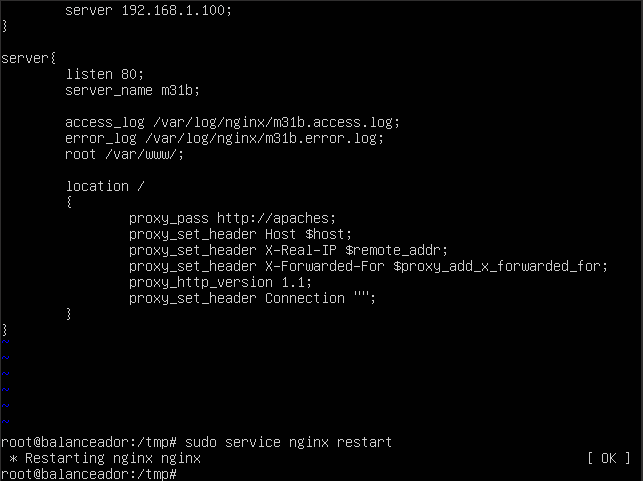 server 192.168.1.100;
}
server{
listen 80;
server_name m31b;
access_log /var/log/nginx/m31b.access.log;
error_log /var/log/nginx/m31b.error.log;
root /var/www/;
location /
{
proxy_pass http://apaches;
proxy_set_header Host $host;
proxy_set_header X-Real-IP $remote_addr;
proxy_set_header X-Forwarded-For $proxy_add_x_forwarded_for;
proxy_http_version 1.1;
proxy_set_header Connection "";
}
}
~
~
~
~
~
~
root@balanceador:/tmp# sudo service nginx restart
* Restarting nginx nginx [ OK ]
root@balanceador:/tmp#